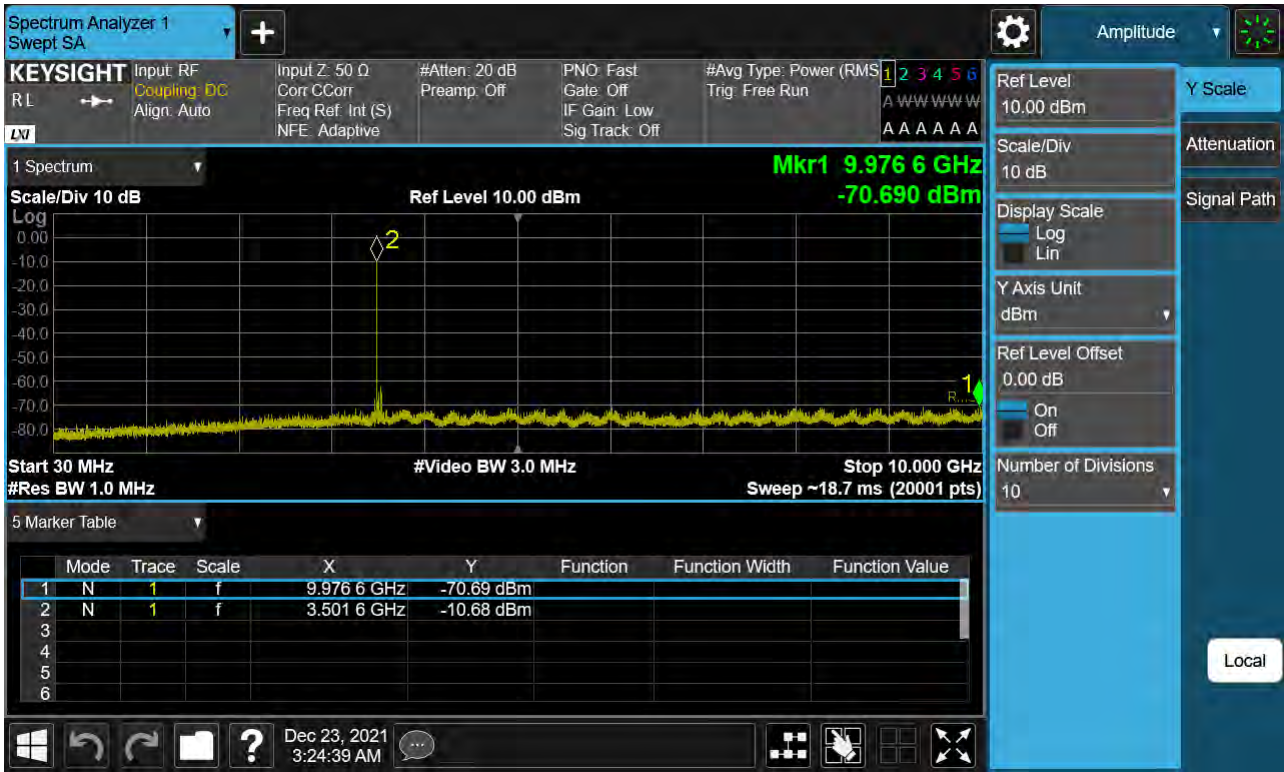 Spectrum Analyzer 1
Swept SA
+
Amplitude
KEYSIGHT
RL
LXI
Input: RF
Coupling: DC
Align: Auto
Input Z: 50 Ω
Corr CCorr
Freq Ref: Int (S)
NFE: Adaptive
#Atten: 20 dB
Preamp: Off
PNO: Fast
Gate: Off
IF Gain: Low
Sig Track: Off
#Avg Type: Power (RMS
Trig: Free Run
1 2 3 4 5 6
A W W W W W
A A A A A A
1 Spectrum
Mkr1 9.976 6 GHz
-70.690 dBm
Scale/Div 10 dB
Ref Level 10.00 dBm
Log
0.00
-10.0
-20.0
-30.0
-40.0
-50.0
-60.0
-70.0
-80.0
2
1
R...
Start 30 MHz
#Video BW 3.0 MHz
Stop 10.000 GHz
#Res BW 1.0 MHz
Sweep ~18.7 ms (20001 pts)
5 Marker Table
Mode Trace Scale X Y Function Function Width Function Value
1 N 1 f 9.976 6 GHz -70.69 dBm
2 N 1 f 3.501 6 GHz -10.68 dBm
3
4
5
6
Ref Level
10.00 dBm
Scale/Div
10 dB
Display Scale
Log
Lin
Y Axis Unit
dBm
Ref Level Offset
0.00 dB
On
Off
Number of Divisions
10
Y Scale
Attenuation
Signal Path
Local
?
Dec 23, 2021
3:24:39 AM